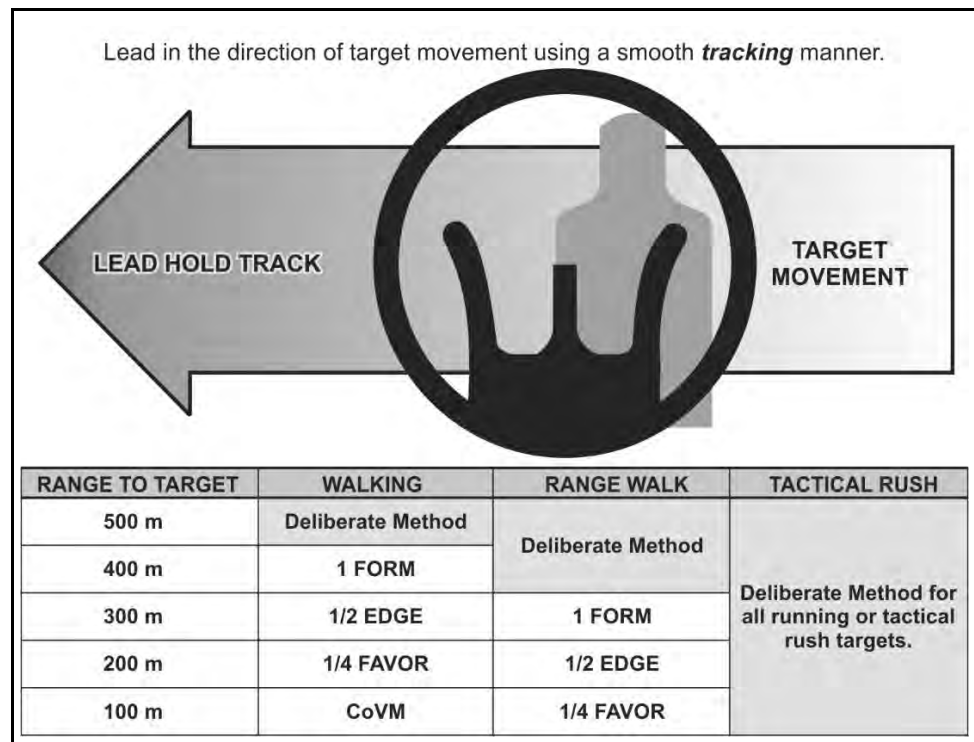 Lead in the direction of target movement using a smooth tracking manner.
LEAD HOLD TRACK
TARGET
MOVEMENT
RANGE TO TARGET WALKING RANGE WALK TACTICAL RUSH
500 m Deliberate Method
Deliberate Method
400 m 1 FORM
Deliberate Method for
all running or tactical
rush targets.
300 m 1/2 EDGE 1 FORM
200 m 1/4 FAVOR 1/2 EDGE
100 m CoVM 1/4 FAVOR